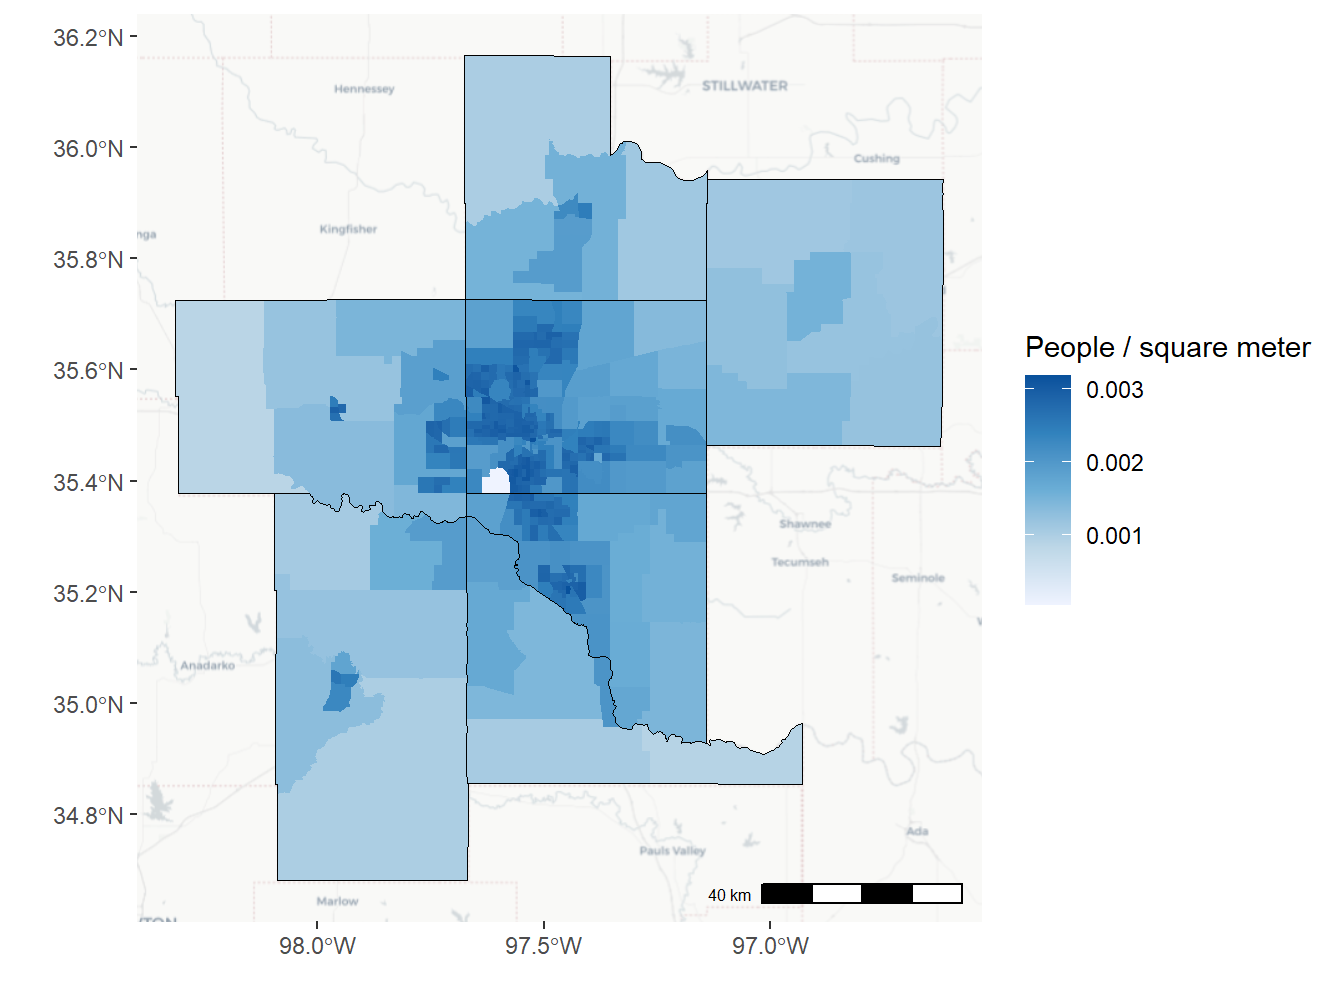 36.2°N
36.0°N
35.8°N
35.6°N
35.4°N
35.2°N
35.0°N
34.8°N
Hennessey
STILLWATER
Cushing
Kingfisher
nga
Shawnee
Tecumseh
Seminole
Anadarko
Ada
Pauls Valley
Marlow
40 km
98.0°W
97.5°W
97.0°W
People / square meter
0.003
0.002
0.001